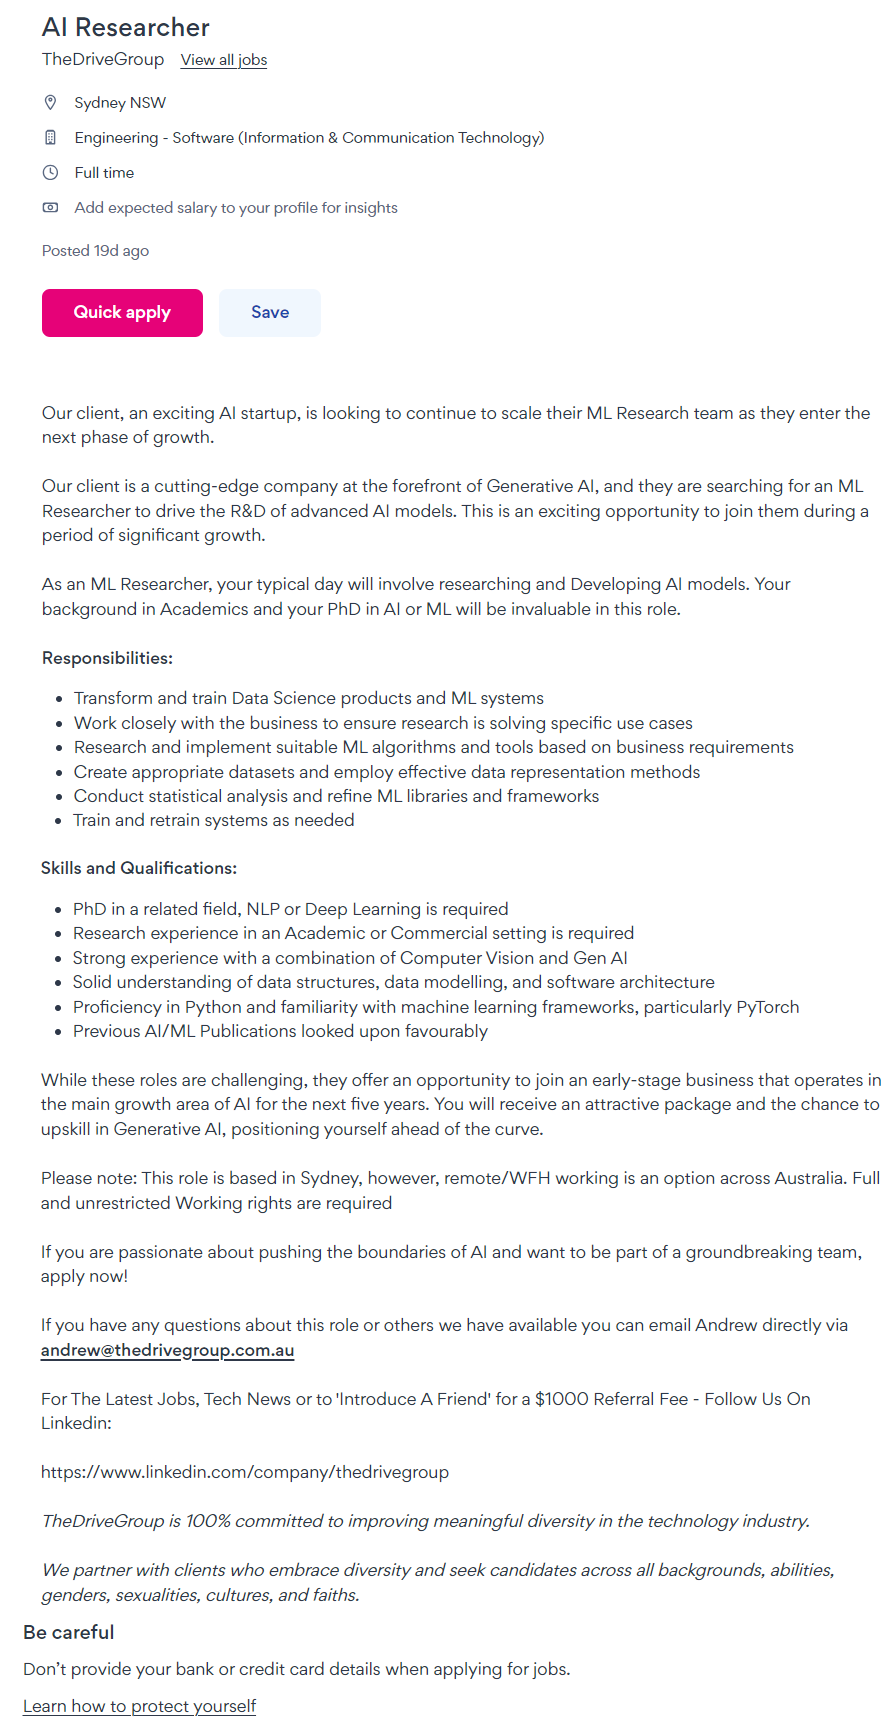 AI Researcher
TheDriveGroup View all jobs
Sydney NSW
Engineering - Software (Information & Communication Technology)
Full time
Add expected salary to your profile for insights
Posted 19d ago
Quick apply Save
Our client, an exciting AI startup, is looking to continue to scale their ML Research team as they enter the
next phase of growth.
Our client is a cutting-edge company at the forefront of Generative AI, and they are searching for an ML
Researcher to drive the R&D of advanced AI models. This is an exciting opportunity to join them during a
period of significant growth.
As an ML Researcher, your typical day will involve researching and Developing AI models. Your
background in Academics and your PhD in AI or ML will be invaluable in this role.
Responsibilities:
• Transform and train Data Science products and ML systems
• Work closely with the business to ensure research is solving specific use cases
• Research and implement suitable ML algorithms and tools based on business requirements
• Create appropriate datasets and employ effective data representation methods
• Conduct statistical analysis and refine ML libraries and frameworks
• Train and retrain systems as needed
Skills and Qualifications:
• PhD in a related field, NLP or Deep Learning is required
• Research experience in an Academic or Commercial setting is required
• Strong experience with a combination of Computer Vision and Gen AI
• Solid understanding of data structures, data modelling, and software architecture
• Proficiency in Python and familiarity with machine learning frameworks, particularly PyTorch
• Previous AI/ML Publications looked upon favourably
While these roles are challenging, they offer an opportunity to join an early-stage business that operates in
the main growth area of AI for the next five years. You will receive an attractive package and the chance to
upskill in Generative AI, positioning yourself ahead of the curve.
Please note: This role is based in Sydney, however, remote/WFH working is an option across Australia. Full
and unrestricted Working rights are required
If you are passionate about pushing the boundaries of AI and want to be part of a groundbreaking team,
apply now!
If you have any questions about this role or others we have available you can email Andrew directly via
andrew@thedrivegroup.com.au
For The Latest Jobs, Tech News or to 'Introduce A Friend' for a $1000 Referral Fee - Follow Us On
Linkedin:
https://www.linkedin.com/company/thedrivegroup
TheDriveGroup is 100% committed to improving meaningful diversity in the technology industry.
We partner with clients who embrace diversity and seek candidates across all backgrounds, abilities,
genders, sexualities, cultures, and faiths.
Be careful
Don’t provide your bank or credit card details when applying for jobs.
Learn how to protect yourself